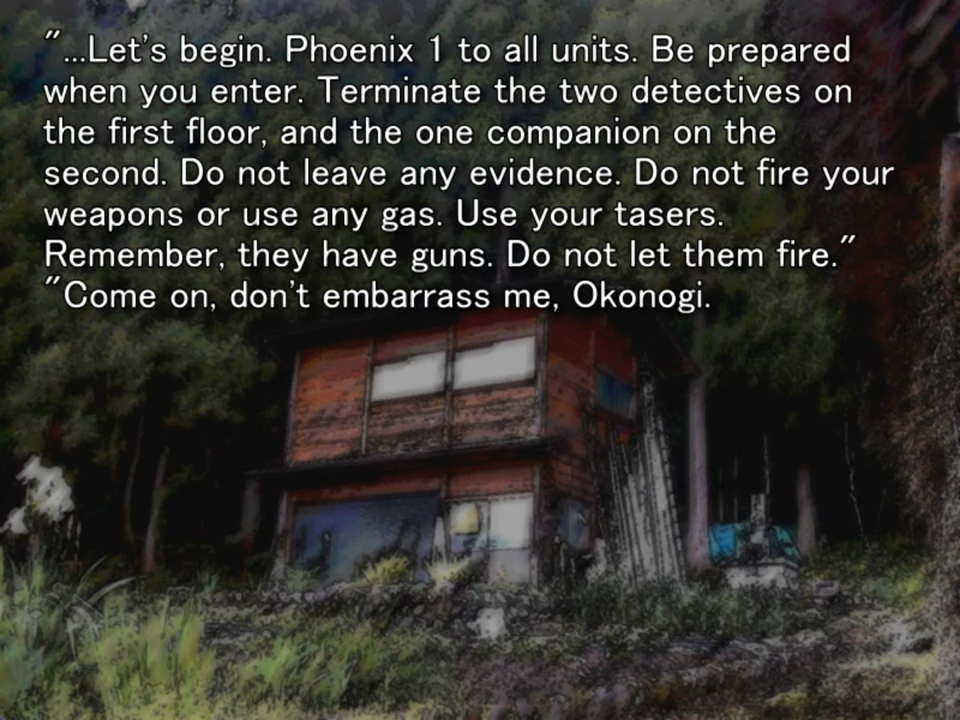 "...Let's begin. Phoenix 1 to all units. Be prepared
when you enter. Terminate the two detectives on
the first floor, and the one companion on the
second. Do not leave any evidence. Do not fire your
weapons or use any gas. Use your tasers.
Remember, they have guns. Do not let them fire."
"Come on, don't embarrass me, Okonogi.